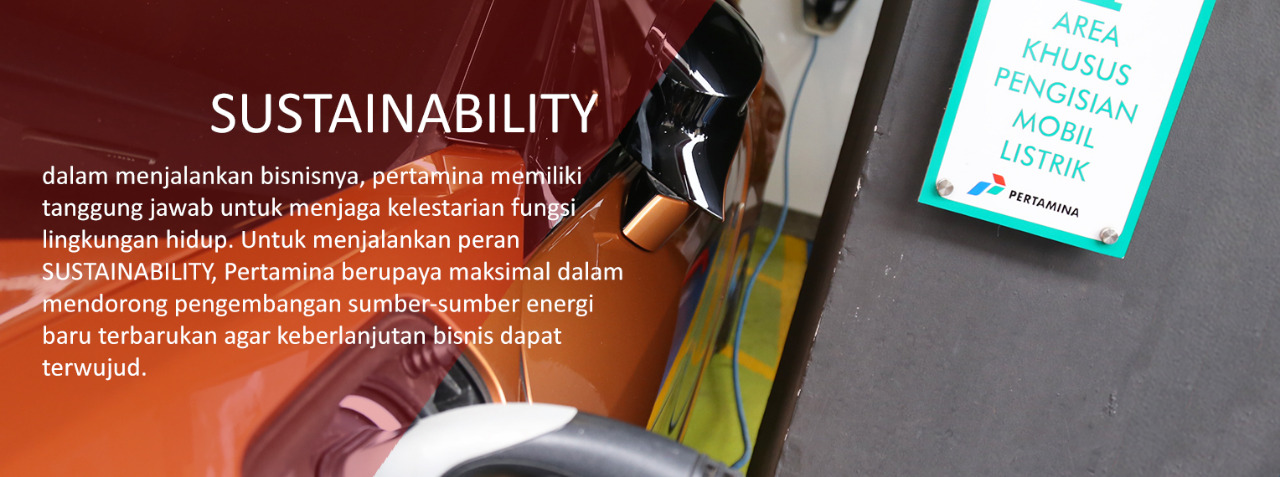 SUSTAINABILITY
dalam menjalankan bisnisnya, pertamina memiliki
tanggung jawab untuk menjaga kelestarian fungsi
lingkungan hidup. Untuk menjalankan peran
SUSTAINABILITY, Pertamina berupaya maksimal dalam
mendorong pengembangan sumber-sumber energi
baru terbarukan agar keberlanjutan bisnis dapat
terwujud.
AREA
KHUSUS
PENGISIAN
MOBIL
LISTRIK
PERTAMINA